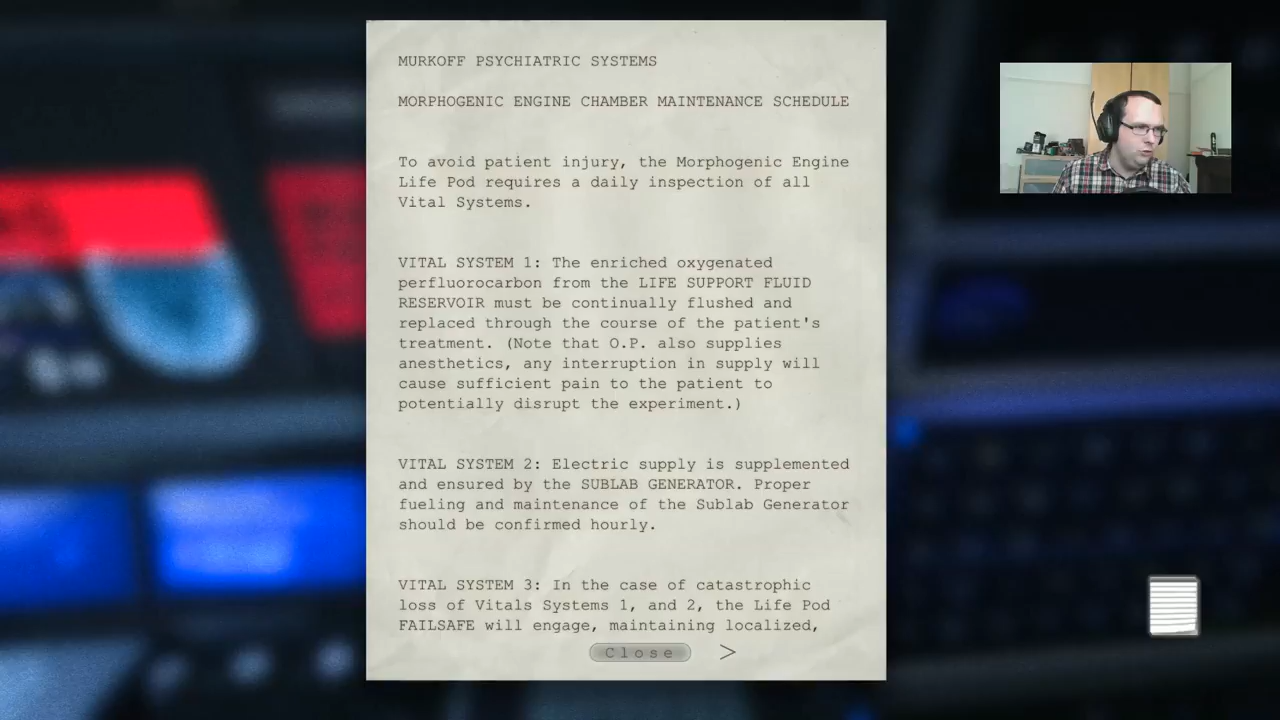 MURKOFF PSYCHIATRIC SYSTEMS
MORPHOGENIC ENGINE CHAMBER MAINTENANCE SCHEDULE
To avoid patient injury, the Morphogenic Engine
Life Pod requires a daily inspection of all
Vital Systems.
VITAL SYSTEM 1: The enriched oxygenated
perfluorocarbon from the LIFE SUPPORT FLUID
RESERVOIR must be continually flushed and
replaced through the course of the patient's
treatment. (Note that O.P. also supplies
anesthetics, any interruption in supply will
cause sufficient pain to the patient to
potentially disrupt the experiment.)
VITAL SYSTEM 2: Electric supply is supplemented
and ensured by the SUBLAB GENERATOR. Proper
fueling and maintenance of the Sublab Generator
should be confirmed hourly.
VITAL SYSTEM 3: In the case of catastrophic
loss of Vitals Systems 1, and 2, the Life Pod
FAILSAFE will engage, maintaining localized,
Close >